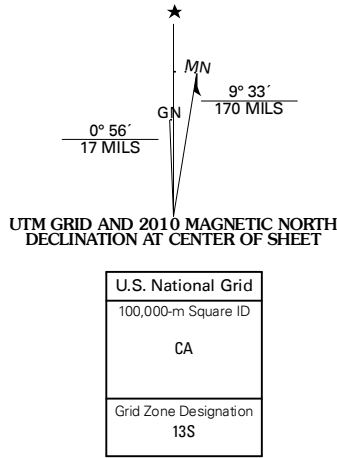 ★
MN
9° 33´
170 MILS
GN
0° 56´
17 MILS
UTM GRID AND 2010 MAGNETIC NORTH
DECLINATION AT CENTER OF SHEET
U.S. National Grid
100,000-m Square ID
CA
Grid Zone Designation
13S